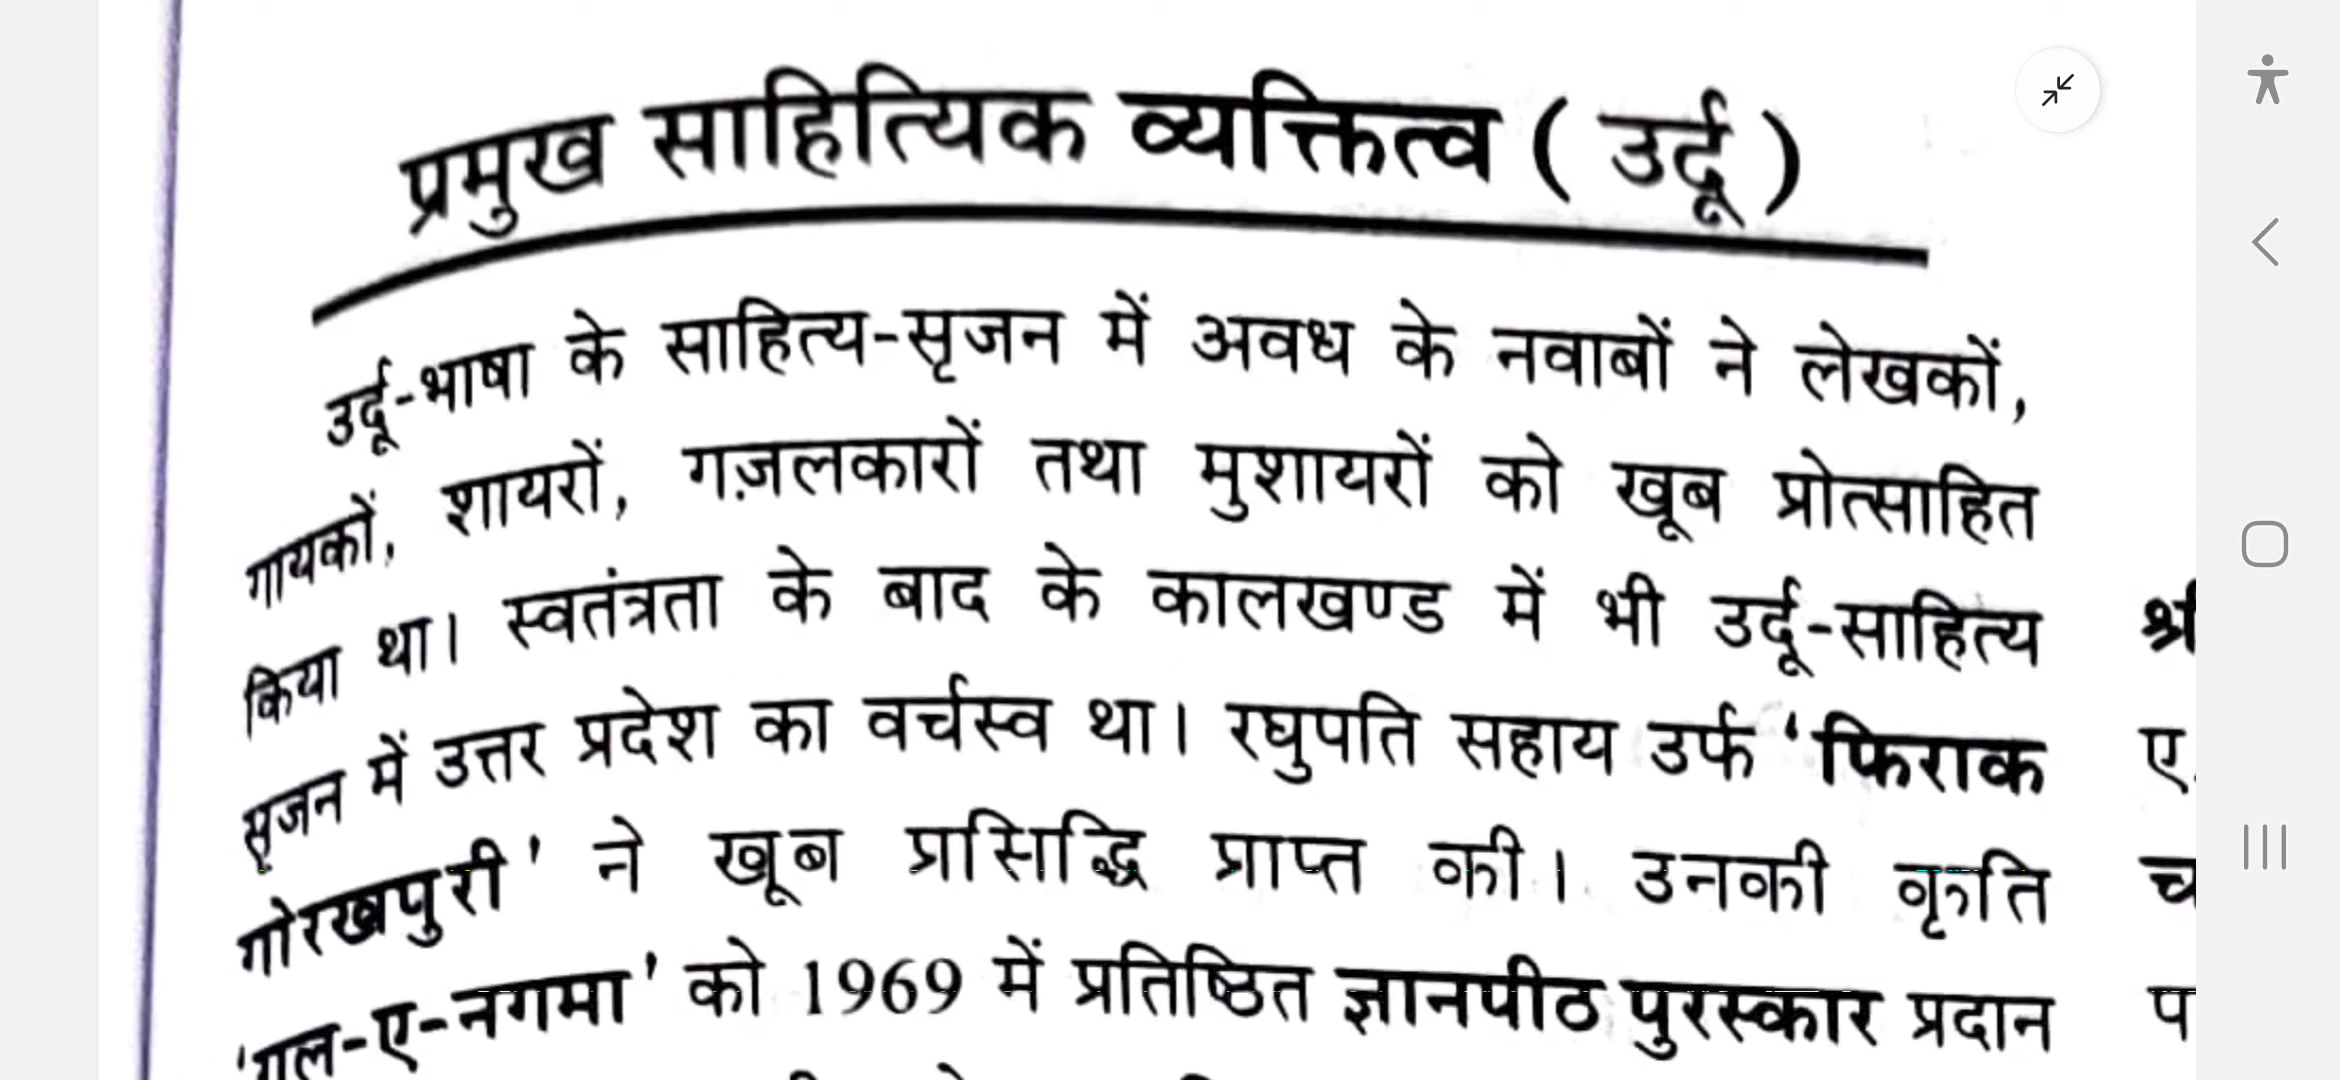 प्रमुख साहित्यिक व्यक्तित्व ( उर्दू )
उर्दू-भाषा के साहित्य-सृजन में अवध के नवाबों ने लेखकों,
गायकों, शायरों, गज़लकारों तथा मुशायरों को खूब प्रोत्साहित
किया था। स्वतंत्रता के बाद के कालखण्ड में भी उर्दू-साहित्य
सृजन में उत्तर प्रदेश का वर्चस्व था। रघुपति सहाय उर्फ 'फिराक
गोरखपुरी' ने खूब प्रसिद्धि प्राप्त की। उनकी कृति
'गुल-ए-नगमा' को 1969 में प्रतिष्ठित ज्ञानपीठ पुरस्कार प्रदान